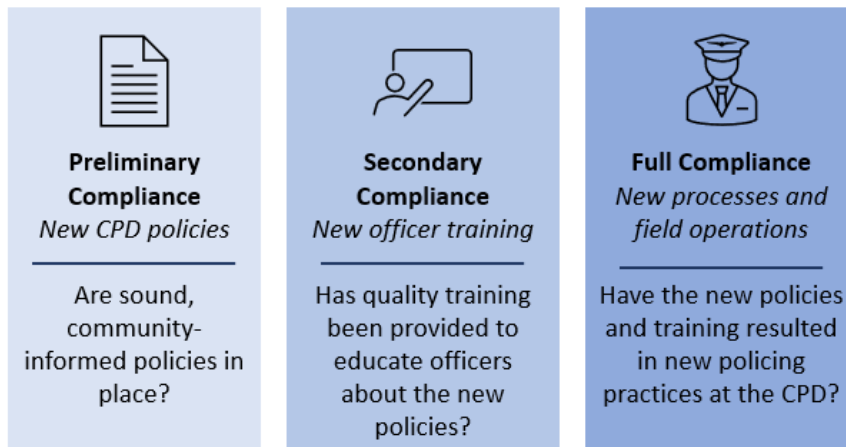 Preliminary
Compliance
New CPD policies
Are sound,
community-
informed policies in
place?
Secondary
Compliance
New officer training
Has quality training
been provided to
educate officers
about the new
policies?
Full Compliance
New processes and
field operations
Have the new policies
and training resulted
in new policing
practices at the CPD?